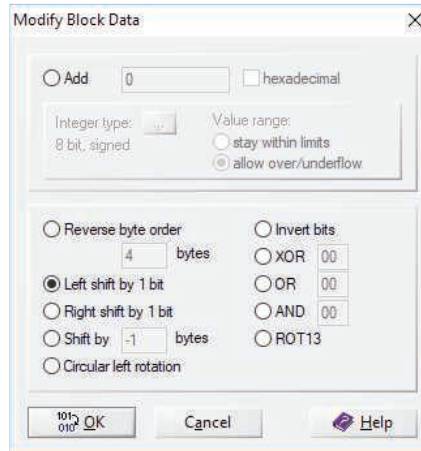 Modify Block Data
Add 0 hexadecimal
Integer type: ... Value range:
8 bit, signed stay within limits
allow over/underflow
Reverse byte order Invert bits
4 bytes XOR 00
Left shift by 1 bit OR 00
Right shift by 1 bit AND 00
Shift by -1 bytes ROT13
Circular left rotation
101 010 OK Cancel ? Help